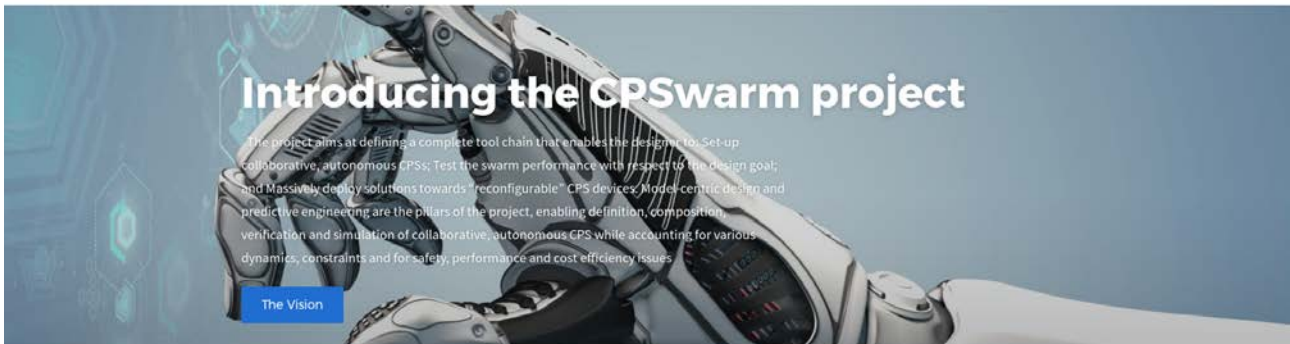 Introducing the CPSwarm project
The project aims at defining a complete tool chain that enables the designer to: Set-up
collaborative, autonomous CPSs; Test the swarm performance with respect to the design goal;
and Massively deploy solutions towards "reconfigurable" CPS devices. Model-centric design and
predictive engineering are the pillars of the project, enabling definition, composition,
verification and simulation of collaborative, autonomous CPS while accounting for various
dynamics, constraints and for safety, performance and cost efficiency issues
The Vision